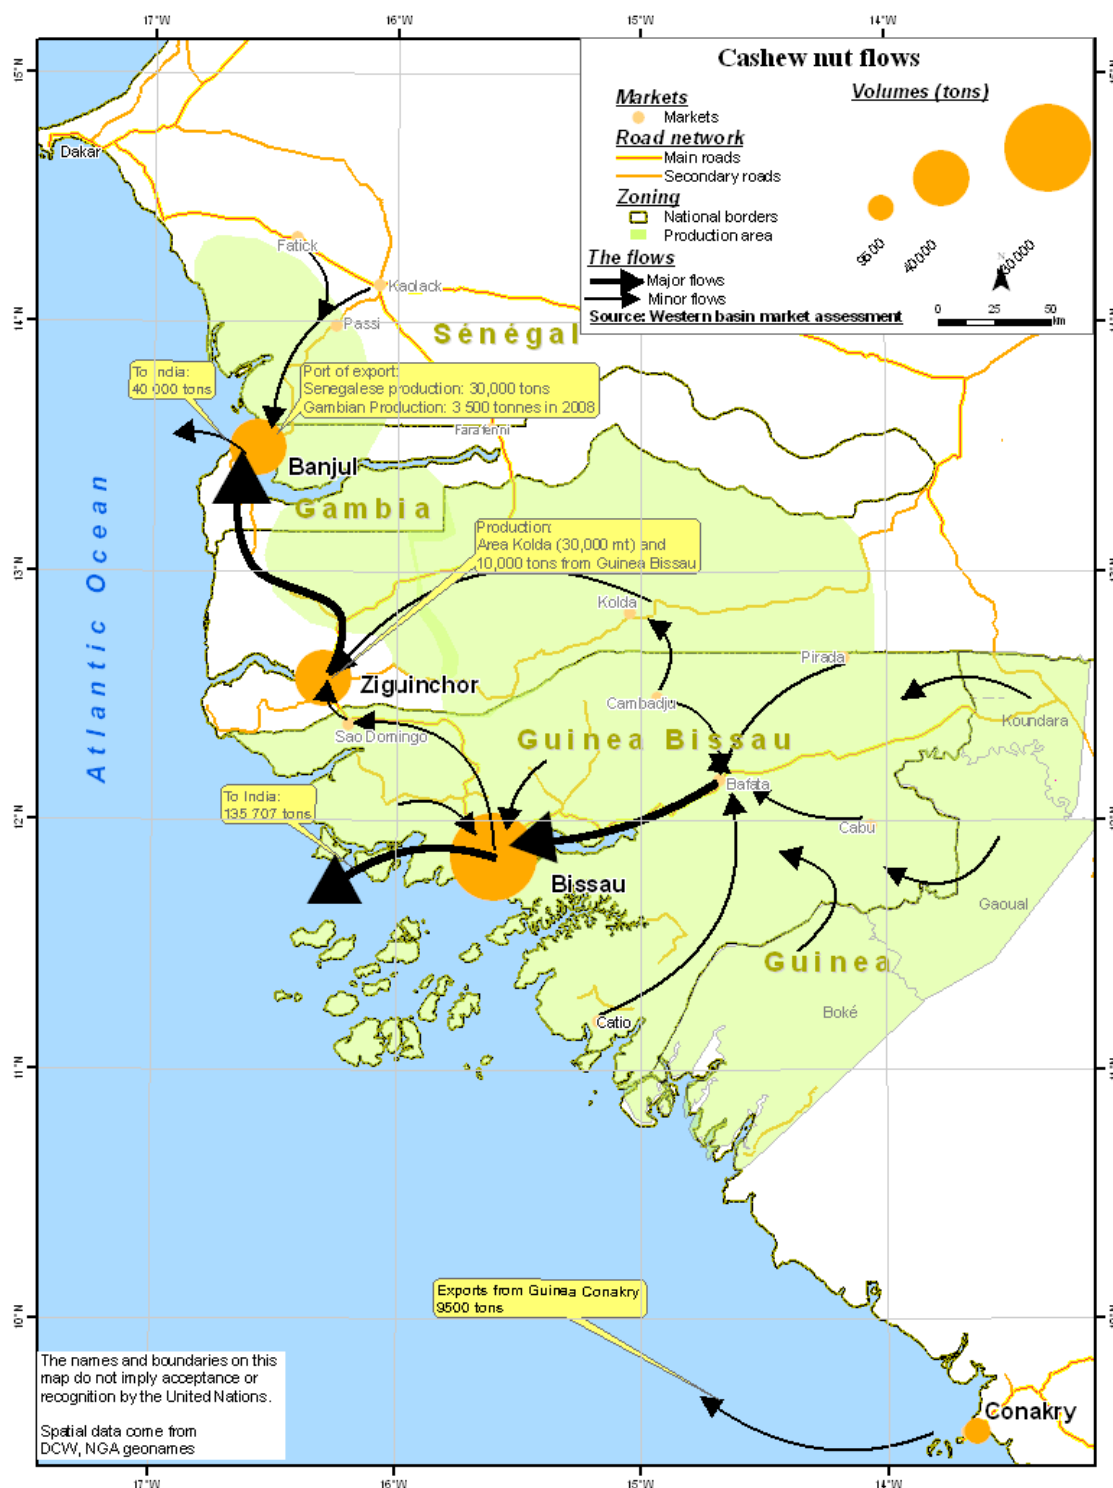 17°W 16°W 15°W 14°W
15°N
Cashew nut flows
Markets
Markets
Road network
Main roads
Secondary roads
Zoning
National borders
Production area
The flows
Major flows
Minor flows
Source: Western basin market assessment
Volumes (tons)
9500
40 000
N
0 25 50
km
Dakar
Fatick
Kaolack
Passi
14°N
Sénégal
To India:
40 000 tons
Port of export:
Senegalese production: 30,000 tons
Gambian Production: 3 500 tonnes in 2008
Farafenni
Banjul
Gambia
Atlantic Ocean
Production:
Area Kolda (30,000 mt) and
10,000 tons from Guinea Bissau
13°N
Kolda
Pirada
Ziguinchor
Cambadju
Koundara
Sao Domingo
Guinea Bissau
Bafata
To India:
135 707 tons
12°N
Cabu
Bissau
Gaoual
Guinea
Boké
Catio
11°N
Exports from Guinea Conakry
9500 tons
10°N
The names and boundaries on this
map do not imply acceptance or
recognition by the United Nations.
Spatial data come from
DCW, NGA geonames
Conakry
17°W 16°W 15°W 14°W